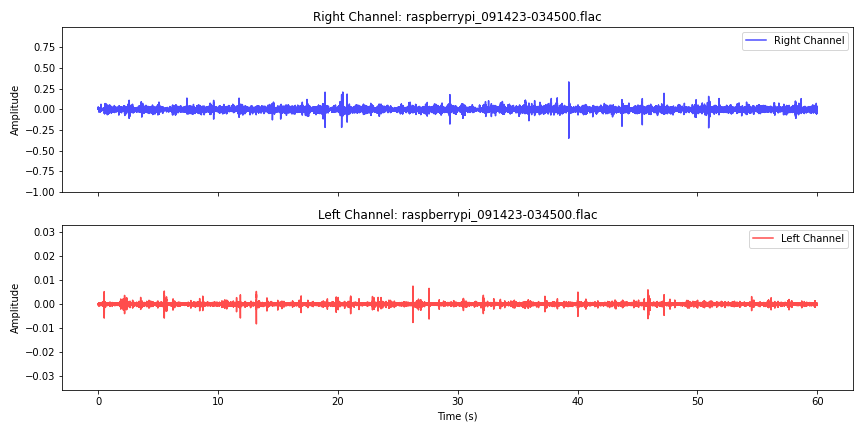 Right Channel: raspberrypi_091423-034500.flac
Right Channel
Amplitude
0.75
0.50
0.25
0.00
−0.25
−0.50
−0.75
−1.00
Left Channel: raspberrypi_091423-034500.flac
Left Channel
Amplitude
0.03
0.02
0.01
0.00
−0.01
−0.02
−0.03
0 10 20 30 40 50 60
Time (s)